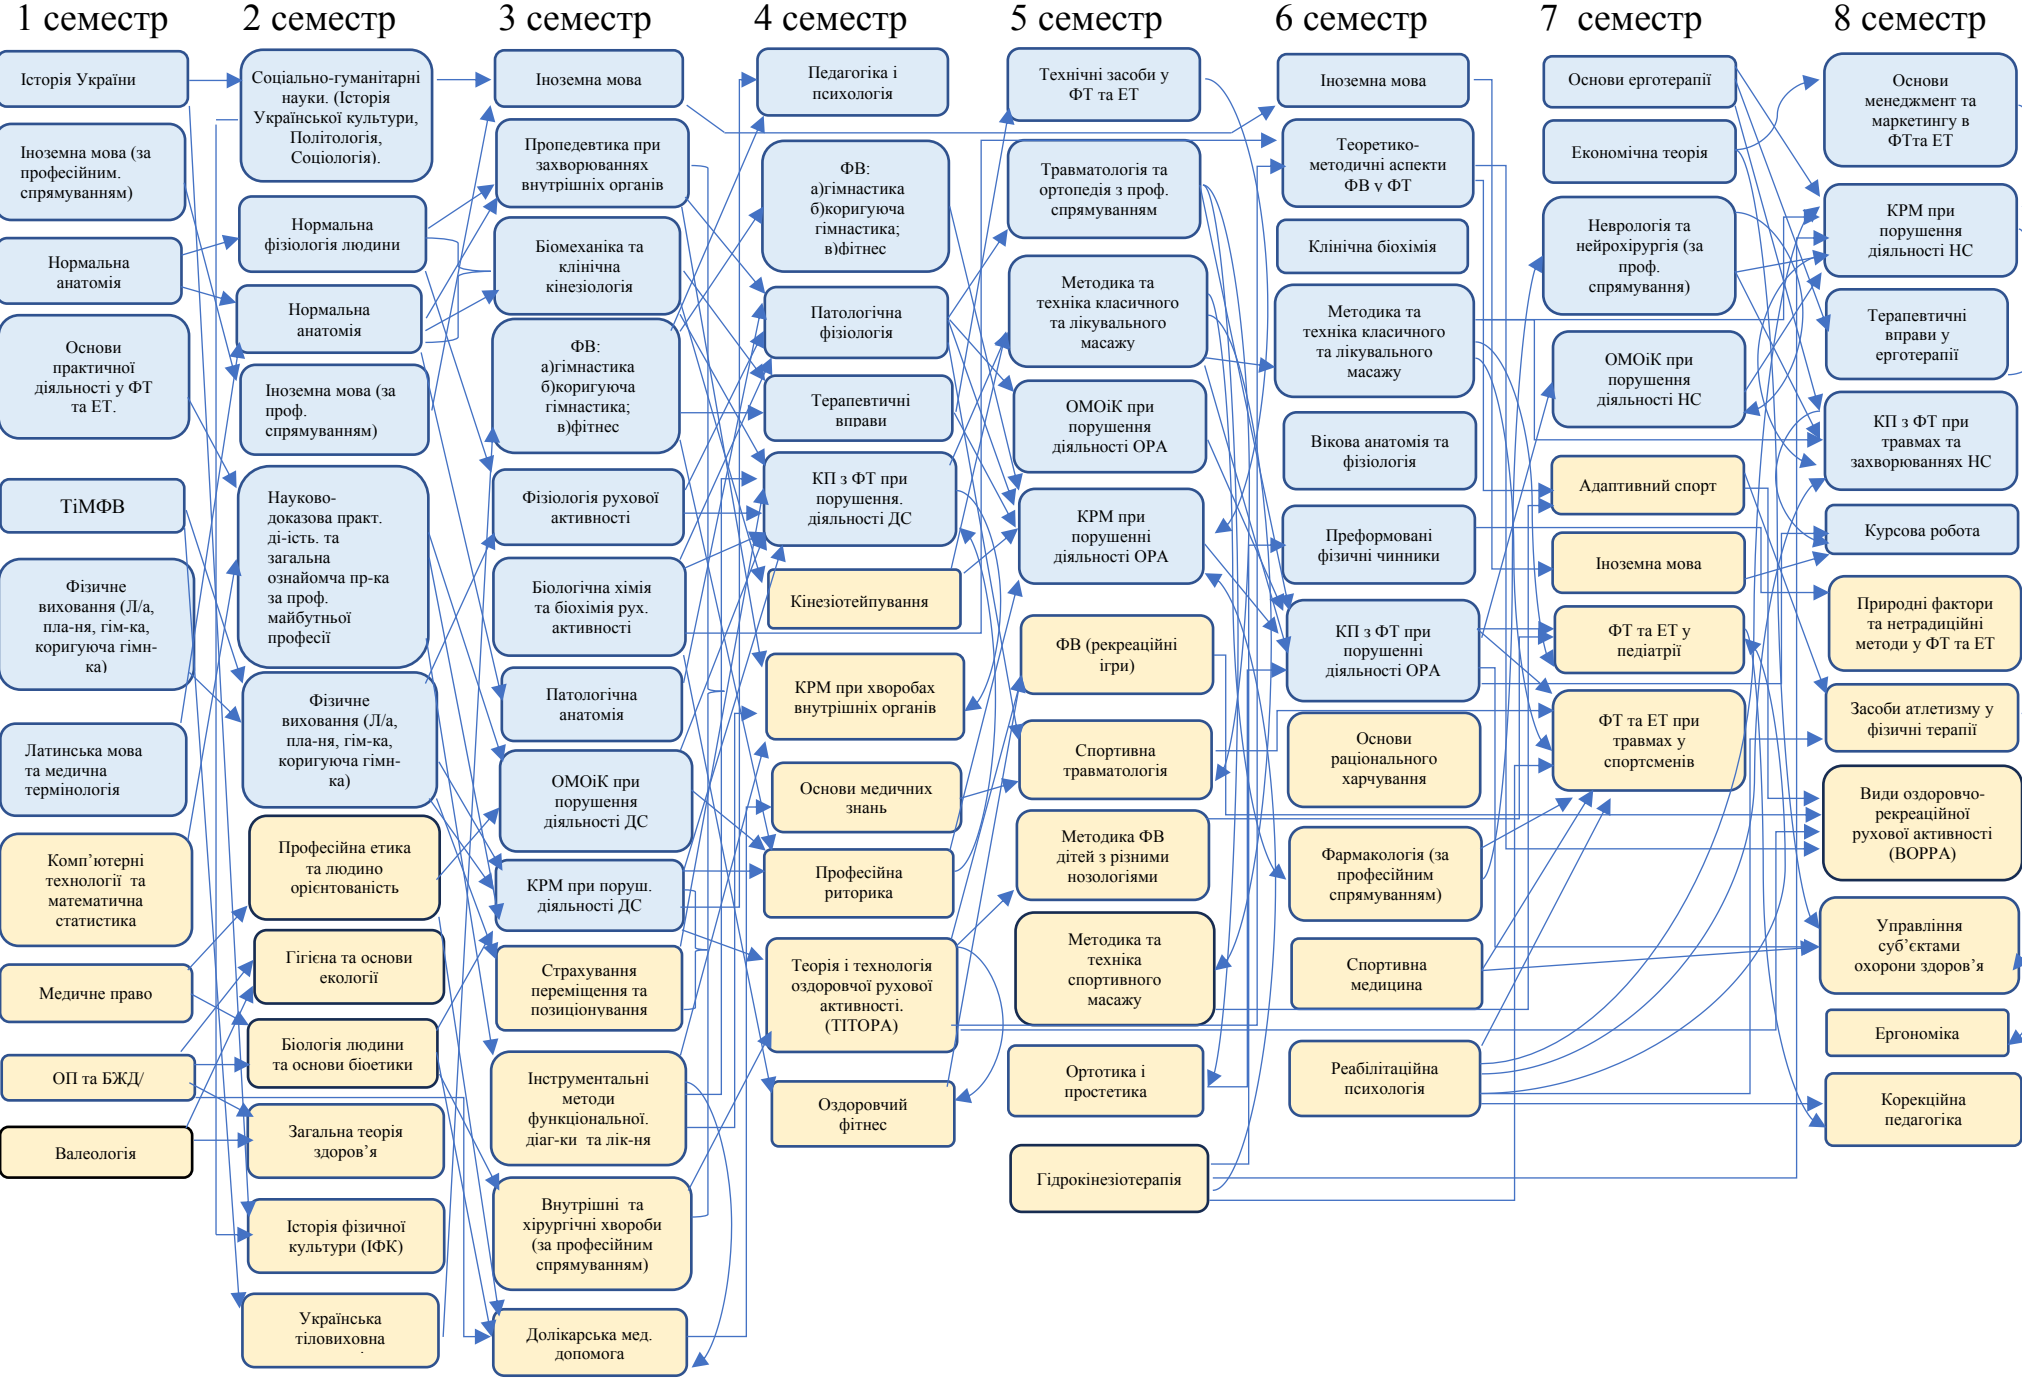 1 семестр
2 семестр
3 семестр
4 семестр
5 семестр
6 семестр
7 семестр
8 семестр
Історія України
Іноземна мова (за
професійним.
спрямуванням)
Нормальна
анатомія
Основи
практичної
діяльності у ФТ
та ЕТ.
ТіМФВ
Фізичне
виховання (Л/а,
пла-ня, гім-ка,
коригуюча гімн-
ка)
Латинська мова
та медична
термінологія
Комп’ютерні
технології та
математична
статистика
Медичне право
ОП та БЖД/
Валеологія
Соціально-гуманітарні
науки. (Історія
Української культури,
Політологія,
Соціологія).
Нормальна
фізіологія людини
Нормальна
анатомія
Іноземна мова (за
проф.
спрямуванням)
Науково-
доказова практ.
ді-ість. та
загальна
ознайомча пр-ка
за проф.
майбутньої
професії
Фізичне
виховання (Л/а,
пла-ня, гім-ка,
коригуюча гімн-
ка)
Професійна етика
та людино
орієнтованість
Гігієна та основи
екології
Біологія людини
та основи біоетики
Загальна теорія
здоров’я
Історія фізичної
культури (ІФК)
Українська
тіловиховна
Іноземна мова
Пропедевтика при
захворюваннях
внутрішніх органів
Біомеханіка та
клінічна
кінезіологія
ФВ:
а)гімнастика
б)коригуюча
гімнастика;
в)фітнес
Фізіологія рухової
активності
Біологічна хімія
та біохімія рух.
активності
Патологічна
анатомія
ОМОіК при
порушення
діяльності ДС
КРМ при поруш.
діяльності ДС
Страхування
переміщення та
позиціонування
Інструментальні
методи
функціональної.
діаг-ки та лік-ня
Внутрішні та
хірургічні хвороби
(за професійним
спрямуванням)
Долікарська мед.
допомога
Педагогіка і
психологія
ФВ:
а)гімнастика
б)коригуюча
гімнастика;
в)фітнес
Патологічна
фізіологія
Терапевтичні
вправи
КП з ФТ при
порушення.
діяльності ДС
Кінезіотейпування
КРМ при хворобах
внутрішніх органів
Основи медичних
знань
Професійна
риторика
Теорія і технологія
оздоровчої рухової
активності.
(ТІТОРА)
Оздоровчий
фітнес
Технічні засоби у
ФТ та ЕТ
Травматологія та
ортопедія з проф.
спрямуванням
Методика та
техніка класичного
та лікувального
масажу
ОМОіК при
порушення
діяльності ОРА
КРМ при
порушенні
діяльності ОРА
ФВ (рекреаційні
ігри)
Спортивна
травматологія
Методика ФВ
дітей з різними
нозологіями
Методика та
техніка
спортивного
масажу
Ортотика і
простетика
Гідрокінезіотерапія
Іноземна мова
Теоретико-
методичні аспекти
ФВ у ФТ
Клінічна біохімія
Методика та
техніка класичного
та лікувального
масажу
Вікова анатомія та
фізіологія
Преформовані
фізичні чинники
КП з ФТ при
порушенні
діяльності ОРА
Основи
раціонального
харчування
Фармакологія (за
професійним
спрямуванням)
Спортивна
медицина
Реабілітаційна
психологія
Основи ерготерапії
Економічна теорія
Неврологія та
нейрохірургія (за
проф.
спрямування)
ОМОіК при
порушення
діяльності НС
Адаптивний спорт
Іноземна мова
ФТ та ЕТ у
педіатрії
ФТ та ЕТ при
травмах у
спортсменів
Основи
менеджмент та
маркетингу в
ФТта ЕТ
КРМ при
порушення
діяльності НС
Терапевтичні
вправи у
ерготерапії
КП з ФТ при
травмах та
захворюваннях НС
Курсова робота
Природні фактори
та нетрадиційні
методи у ФТ та ЕТ
Засоби атлетизму у
фізичні терапії
Види оздоровчо-
рекреаційної
рухової активності
(ВОРРА)
Управління
суб’єктами
охорони здоров’я
Ергономіка
Корекційна
педагогіка